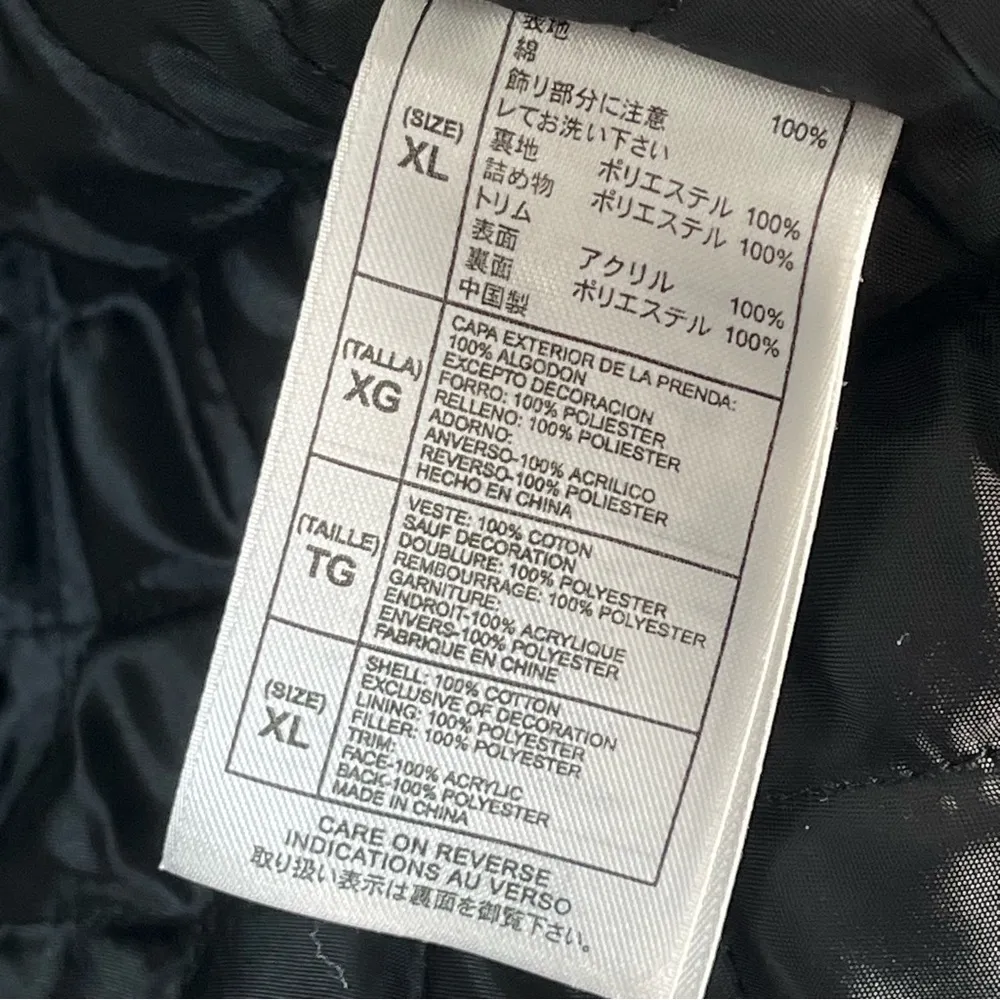 (SIZE)
XL
表地
綿 100%
飾り部分に注意
してお洗い下さい
裏地 ポリエステル 100%
詰め物 ポリエステル 100%
トリム
表面 アクリル 100%
裏面 ポリエステル 100%
中国製
(TALLA)
XG
CAPA EXTERIOR DE LA PRENDA:
100% ALGODON
EXCEPTO DECORACION
FORRO: 100% POLIESTER
RELLENO: 100% POLIESTER
ADORNO:
ANVERSO-100% ACRILICO
REVERSO-100% POLIESTER
HECHO EN CHINA
(TAILLE)
TG
VESTE: 100% COTON
SAUF DECORATION
DOUBLURE: 100% POLYESTER
REMBOURRAGE: 100% POLYESTER
GARNITURE:
ENDROIT-100% ACRYLIQUE
ENVERS-100% POLYESTER
FABRIQUE EN CHINE
(SIZE)
XL
SHELL: 100% COTTON
EXCLUSIVE OF DECORATION
LINING: 100% POLYESTER
FILLER: 100% POLYESTER
TRIM:
FACE-100% ACRYLIC
BACK-100% POLYESTER
MADE IN CHINA
CARE ON REVERSE
INDICATIONS AU VERSO
取り扱い表示は裏面を御覧下さい。